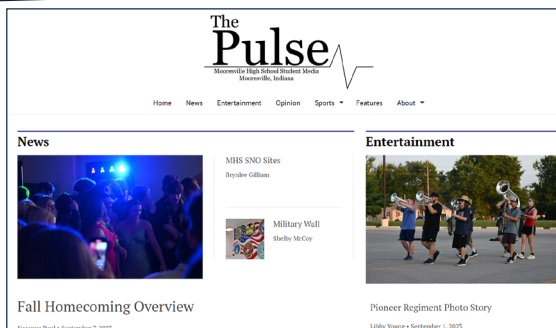 The
Pulse
Mooresville High School Student Media
Mooresville, Indiana
Home News Entertainment Opinion Sports Features About
News
MHS SNO Sites
Brynlee Gilliam
Military Wall
Shelby McCoy
Fall Homecoming Overview
Entertainment
Pioneer Regiment Photo Story
Libby Young • September 1, 2025